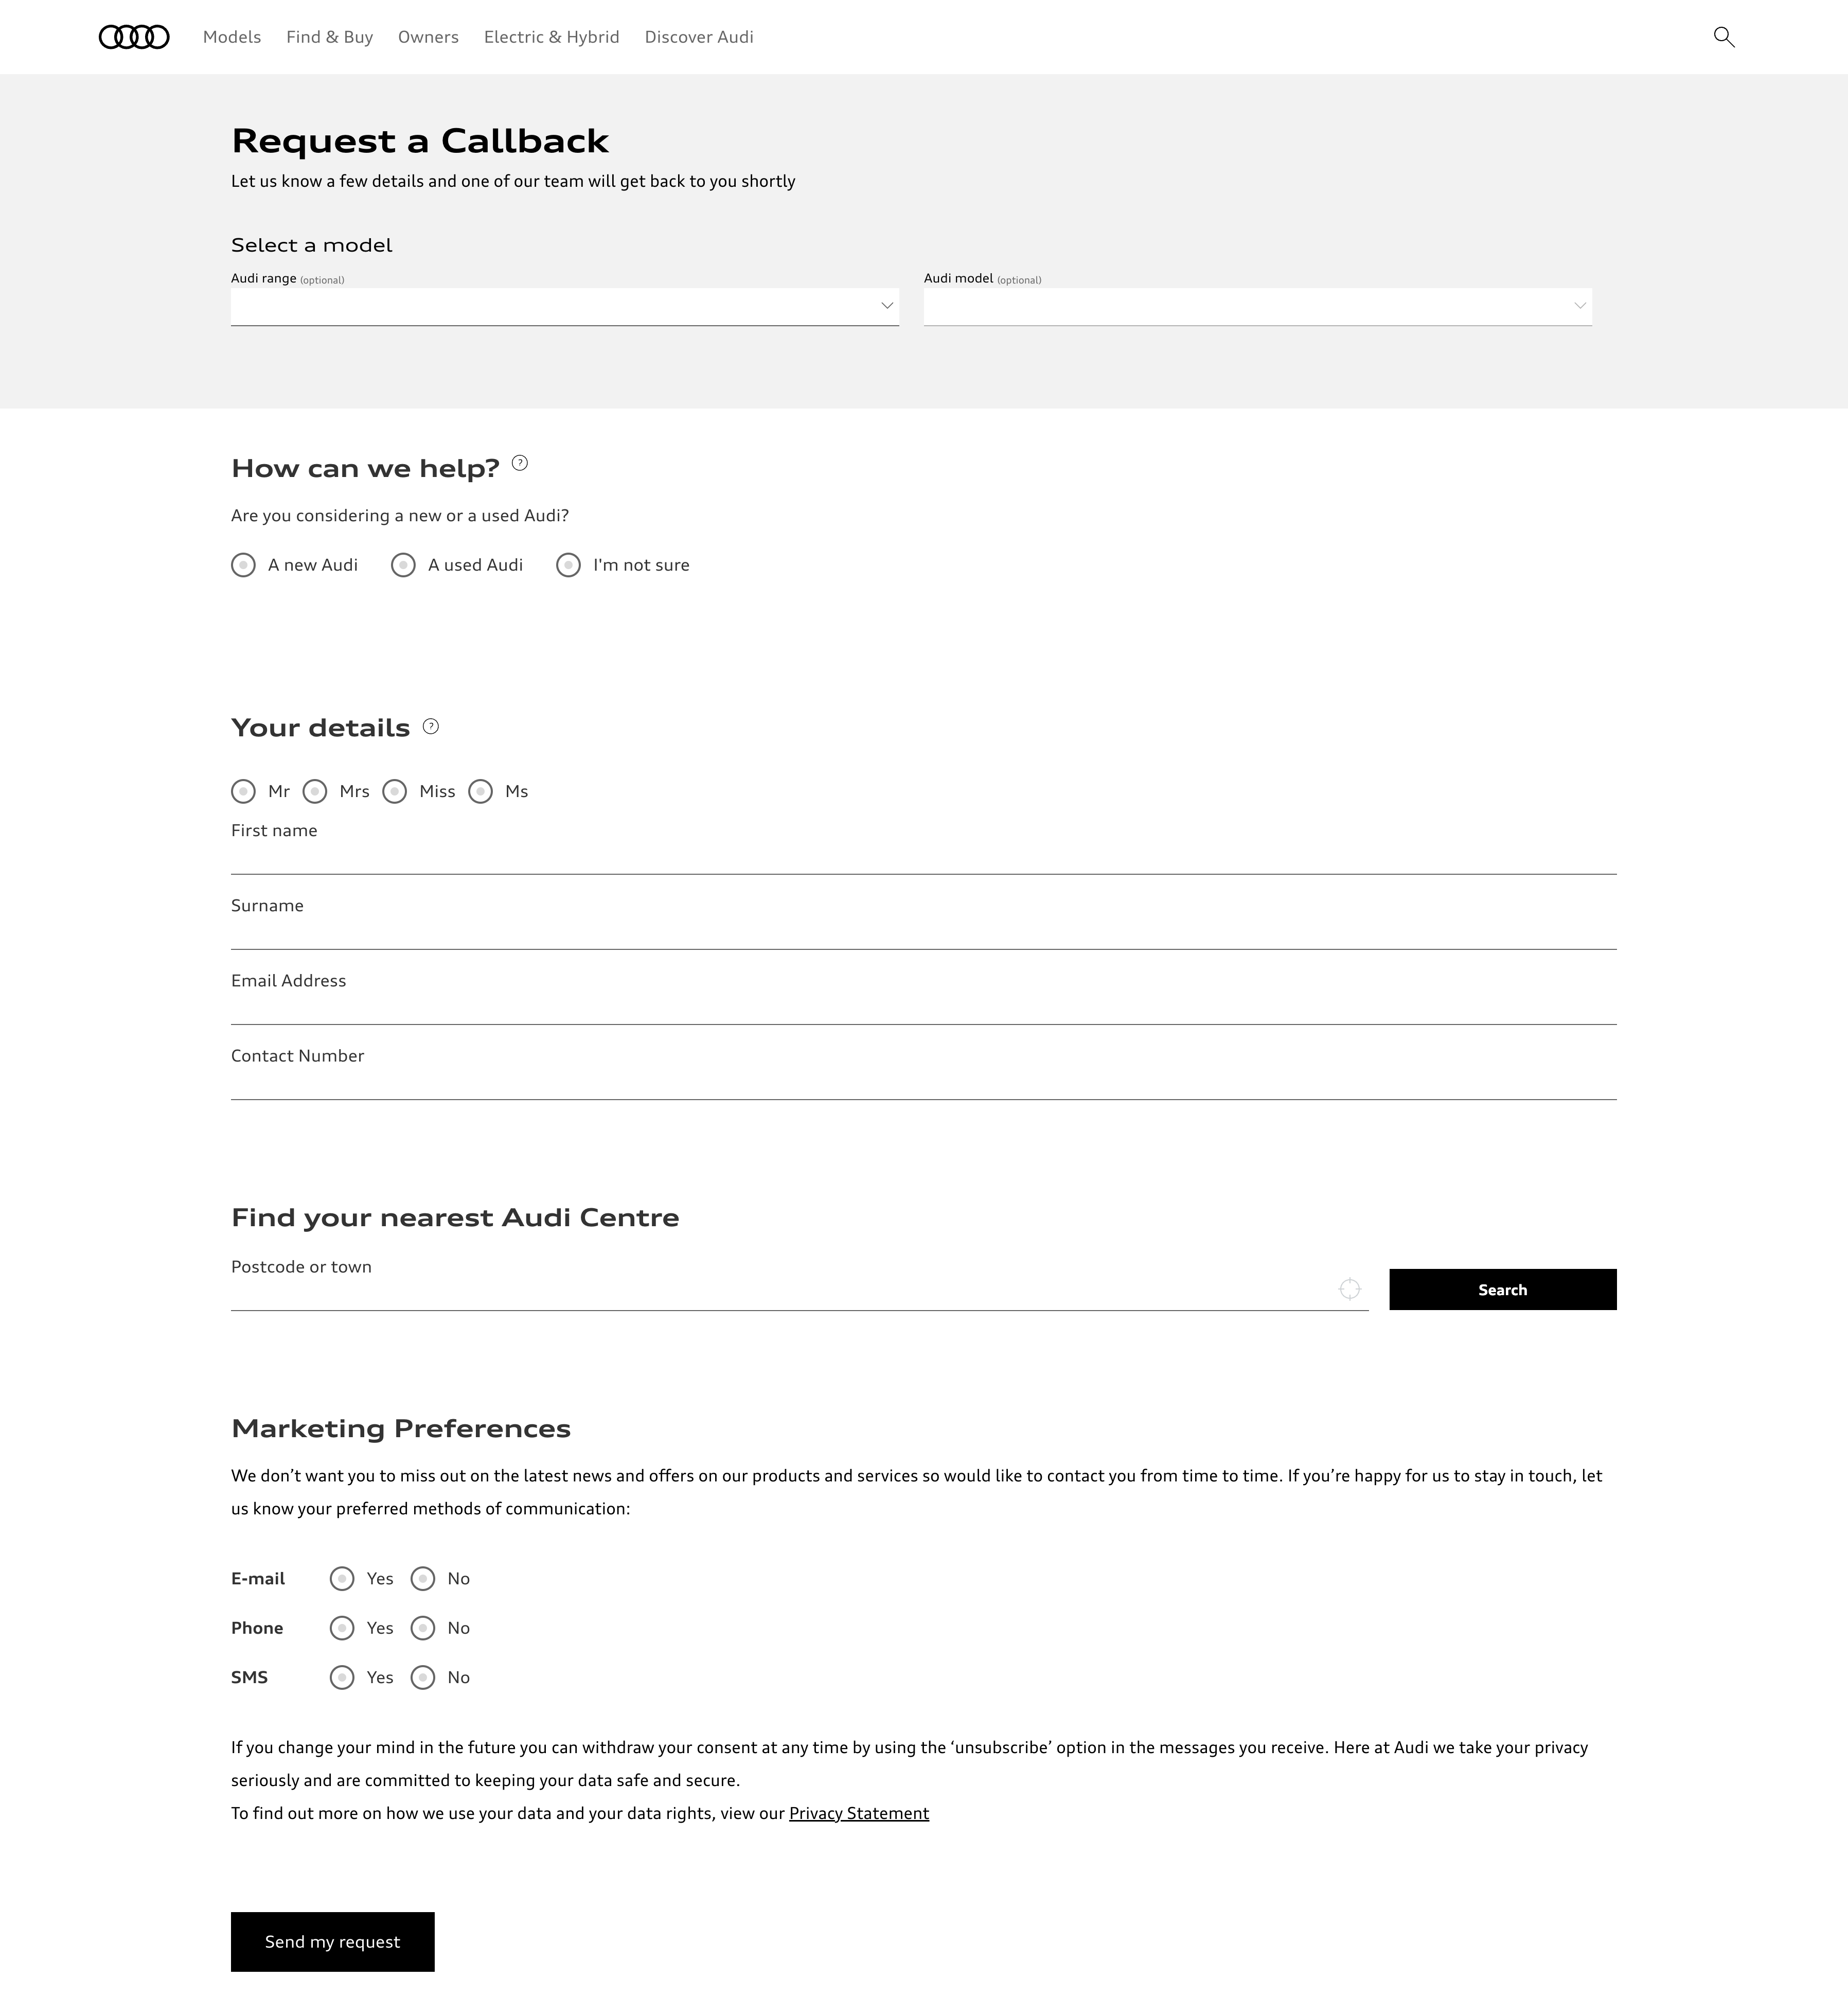 Models Find & Buy Owners Electric & Hybrid Discover Audi
Request a Callback
Let us know a few details and one of our team will get back to you shortly
Select a model
Audi range (optional) Audi model (optional)
How can we help? ?
Are you considering a new or a used Audi?
A new Audi A used Audi I'm not sure
Your details ?
Mr Mrs Miss Ms
First name
Surname
Email Address
Contact Number
Find your nearest Audi Centre
Postcode or town
Search
Marketing Preferences
We don’t want you to miss out on the latest news and offers on our products and services so would like to contact you from time to time. If you’re happy for us to stay in touch, let
us know your preferred methods of communication:
E-mail Yes No
Phone Yes No
SMS Yes No
If you change your mind in the future you can withdraw your consent at any time by using the ‘unsubscribe’ option in the messages you receive. Here at Audi we take your privacy
seriously and are committed to keeping your data safe and secure.
To find out more on how we use your data and your data rights, view our Privacy Statement
Send my request